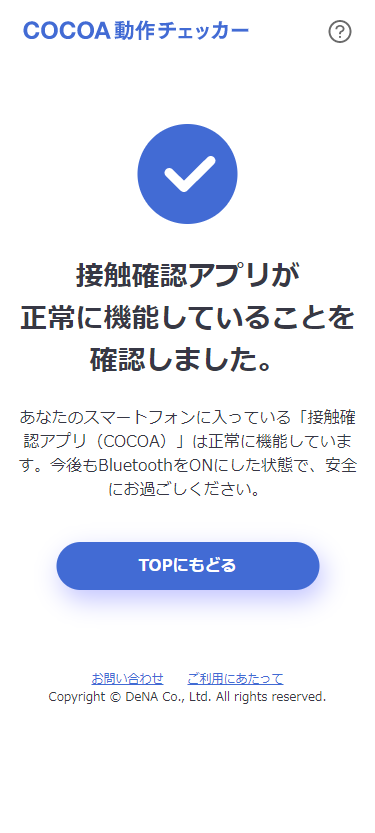 COCOA 動作チェッカー
?
接触確認アプリが
正常に機能していることを
確認しました。
あなたのスマートフォンに入っている「接触確
認アプリ（COCOA）」は正常に機能していま
す。今後もBluetoothをONにした状態で、安全
にお過ごしください。
TOPにもどる
お問い合わせ ご利用にあたって
Copyright © DeNA Co., Ltd. All rights reserved.